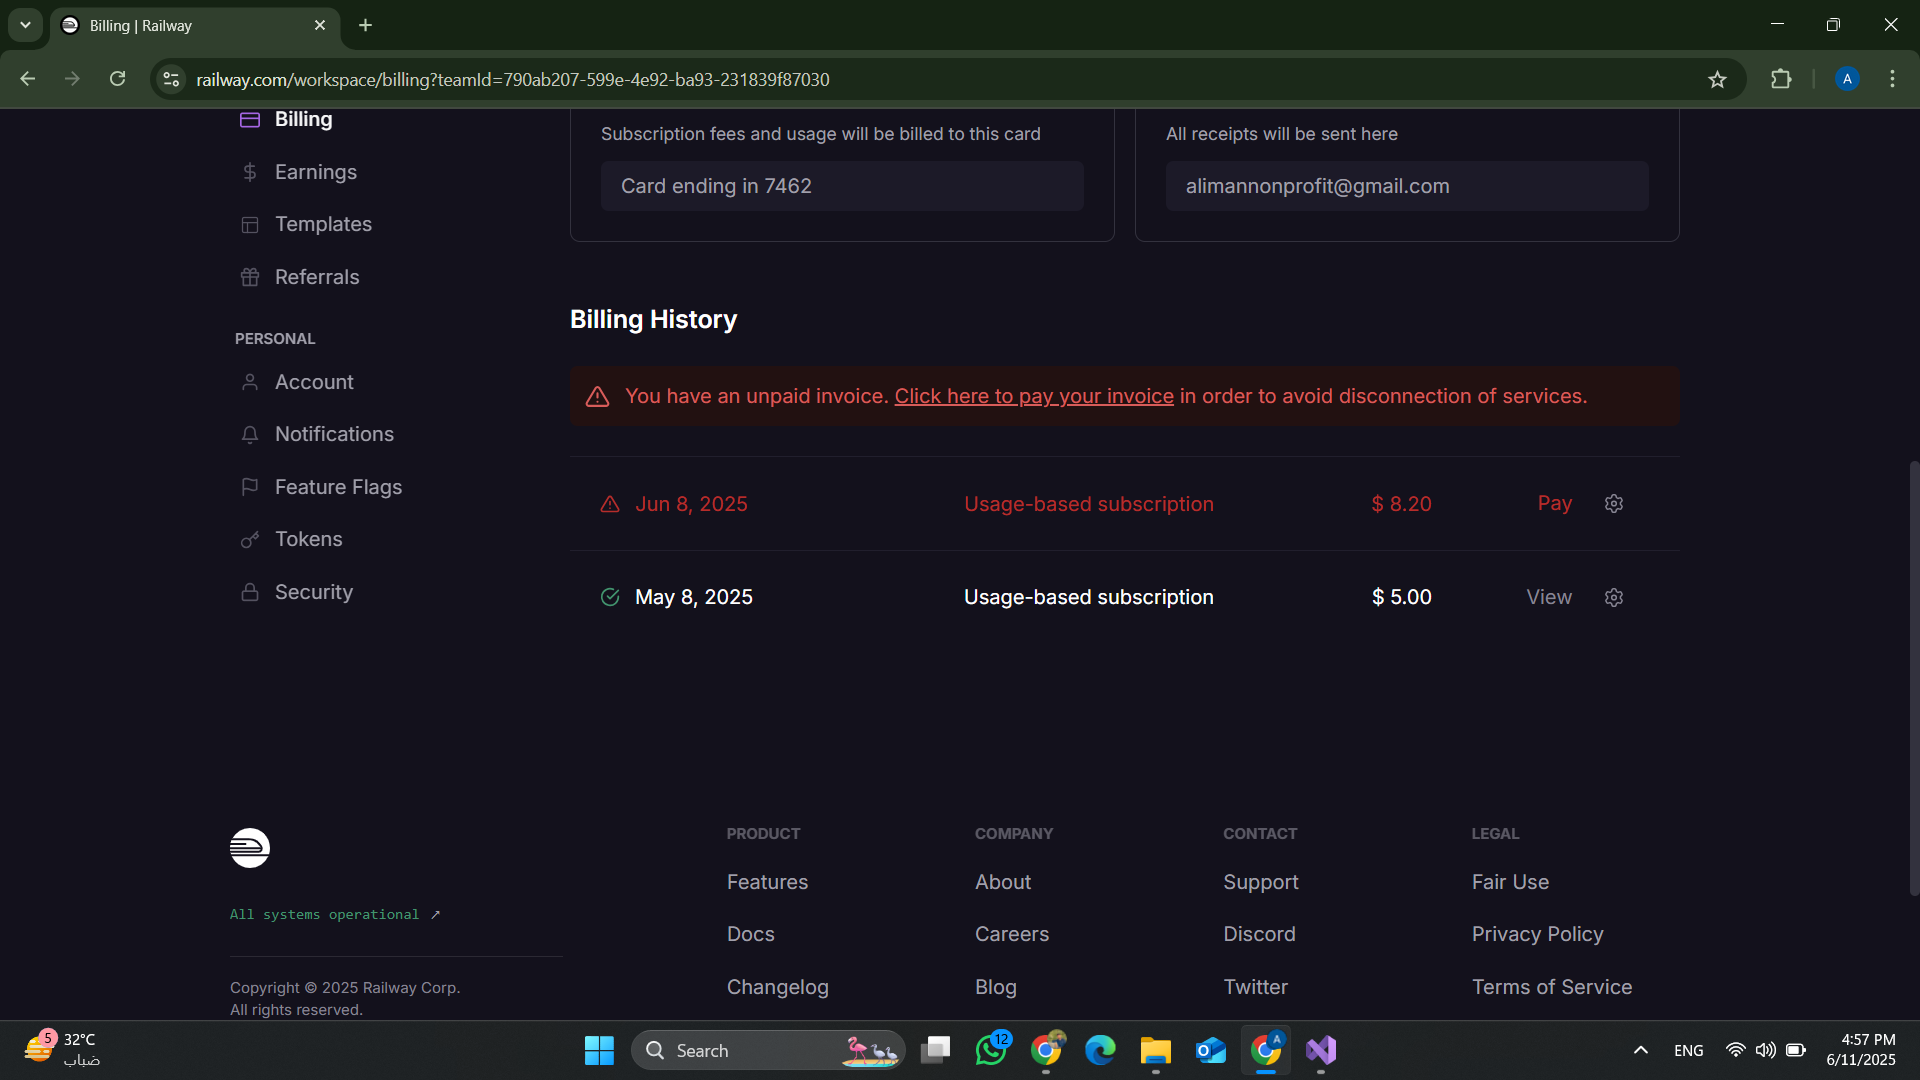 Billing | Railway
railway.com/workspace/billing?teamId=790ab207-599e-4e92-ba93-231839f87030
A
Billing
Earnings
Templates
Referrals
PERSONAL
Account
Notifications
Feature Flags
Tokens
Security
Subscription fees and usage will be billed to this card
Card ending in 7462
All receipts will be sent here
alimannonprofit@gmail.com
Billing History
You have an unpaid invoice. Click here to pay your invoice in order to avoid disconnection of services.
Jun 8, 2025 Usage-based subscription $ 8.20 Pay
May 8, 2025 Usage-based subscription $ 5.00 View
All systems operational ↗
Copyright © 2025 Railway Corp.
All rights reserved.
PRODUCT
Features
Docs
Changelog
COMPANY
About
Careers
Blog
CONTACT
Support
Discord
Twitter
LEGAL
Fair Use
Privacy Policy
Terms of Service
5
32°C
ضباب
Search
12
A
ENG
4:57 PM
6/11/2025